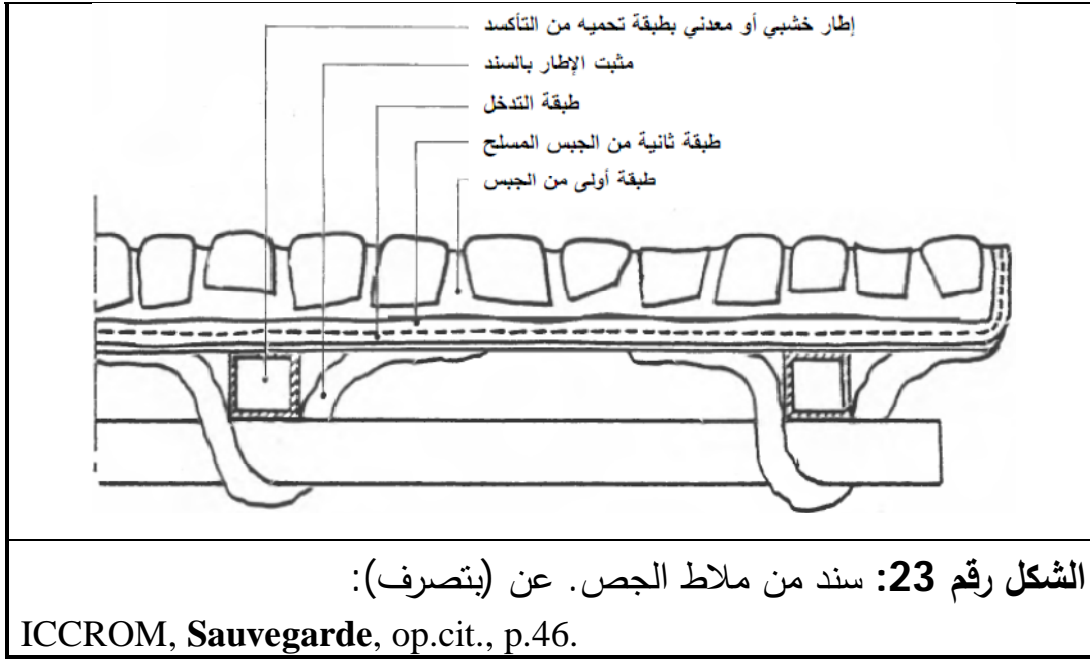 إطار خشبي أو معدني بطبقة تحميه من التأكسد
مثبت الإطار بالسند
طبقة التدخل
طبقة ثانية من الجبس المسلح
طبقة أولى من الجبس
الشكل رقم 23: سند من ملاط الجص. عن (بتصرف):
ICCROM, Sauvegarde, op.cit., p.46.